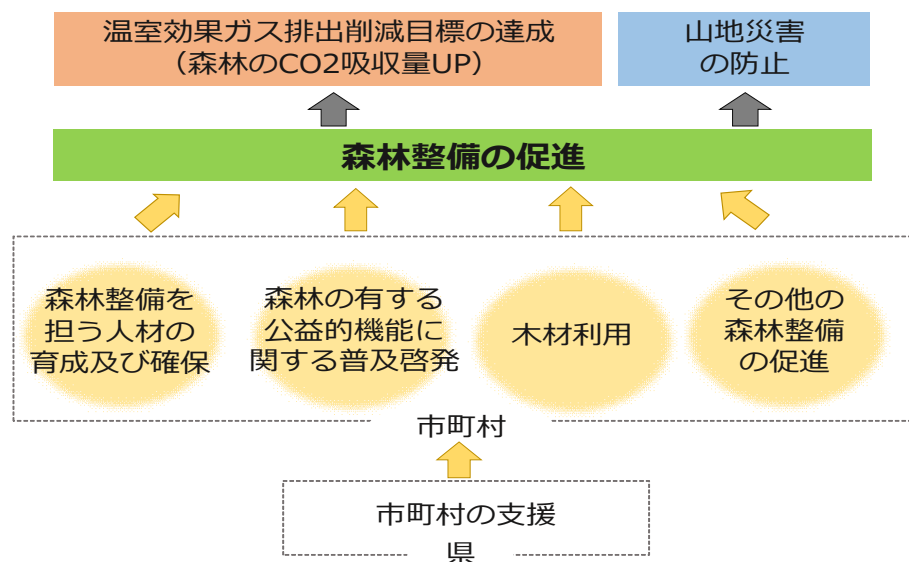 温室効果ガス排出削減目標の達成
（森林のCO2吸収量UP）
山地災害
の防止
森林整備の促進
森林整備を
担う人材の
育成及び確保
森林の有する
公益的機能に
関する普及啓発
木材利用
その他の
森林整備
の促進
市町村
市町村の支援
県